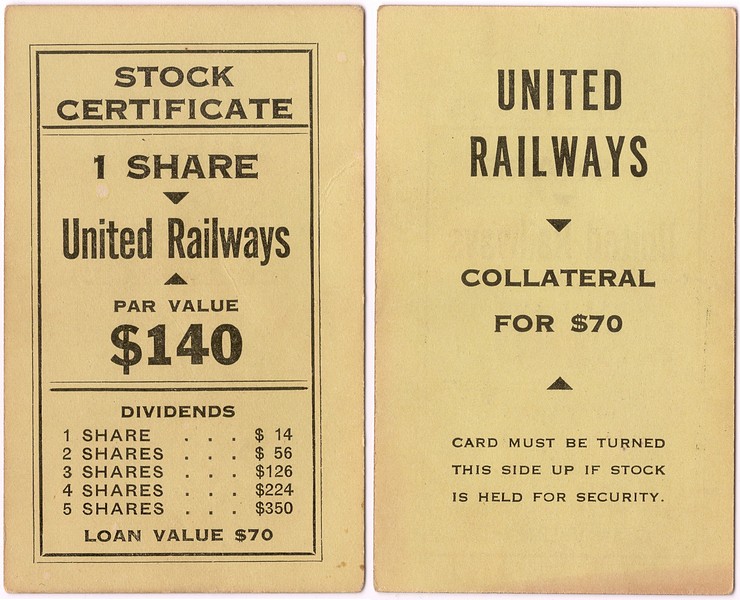 STOCK
CERTIFICATE
1 SHARE
United Railways
PAR VALUE
$140
DIVIDENDS
1 SHARE . . . $ 14
2 SHARES . . . $ 56
3 SHARES . . . $126
4 SHARES . . . $224
5 SHARES . . . $350
LOAN VALUE $70
UNITED
RAILWAYS
COLLATERAL
FOR $70
CARD MUST BE TURNED
THIS SIDE UP IF STOCK
IS HELD FOR SECURITY.